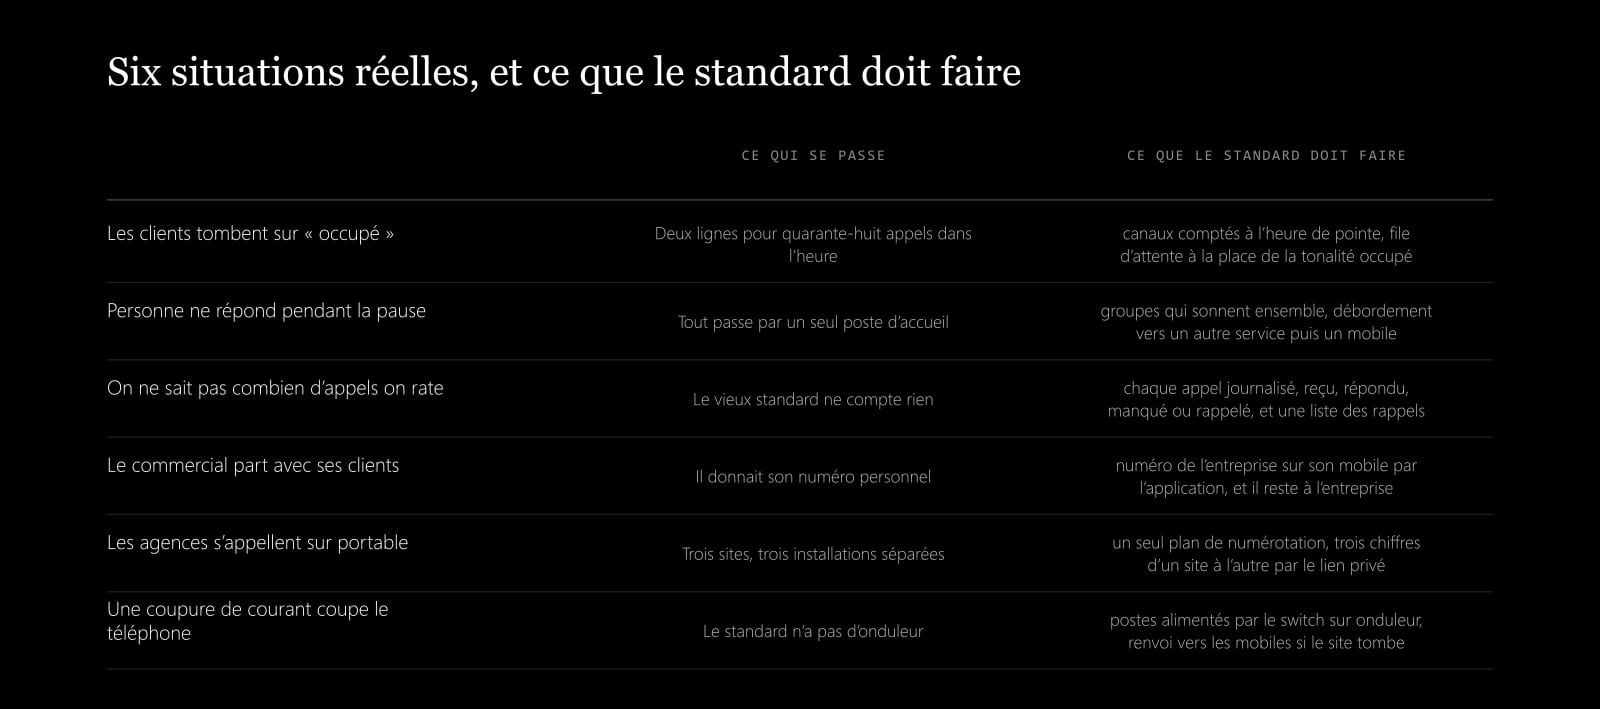 Six situations réelles, et ce que le standard doit faire
CE QUI SE PASSE
CE QUE LE STANDARD DOIT FAIRE
Les clients tombent sur « occupé »
Deux lignes pour quarante-huit appels dans
l’heure
canaux comptés à l’heure de pointe, file
d’attente à la place de la tonalité occupé
Personne ne répond pendant la pause
Tout passe par un seul poste d’accueil
groupes qui sonnent ensemble, débordement
vers un autre service puis un mobile
On ne sait pas combien d’appels on rate
Le vieux standard ne compte rien
chaque appel journalisé, reçu, répondu,
manqué ou rappelé, et une liste des rappels
Le commercial part avec ses clients
Il donnait son numéro personnel
numéro de l’entreprise sur son mobile par
l’application, et il reste à l’entreprise
Les agences s’appellent sur portable
Trois sites, trois installations séparées
un seul plan de numérotation, trois chiffres
d’un site à l’autre par le lien privé
Une coupure de courant coupe le
téléphone
Le standard n’a pas d’onduleur
postes alimentés par le switch sur onduleur,
renvoi vers les mobiles si le site tombe